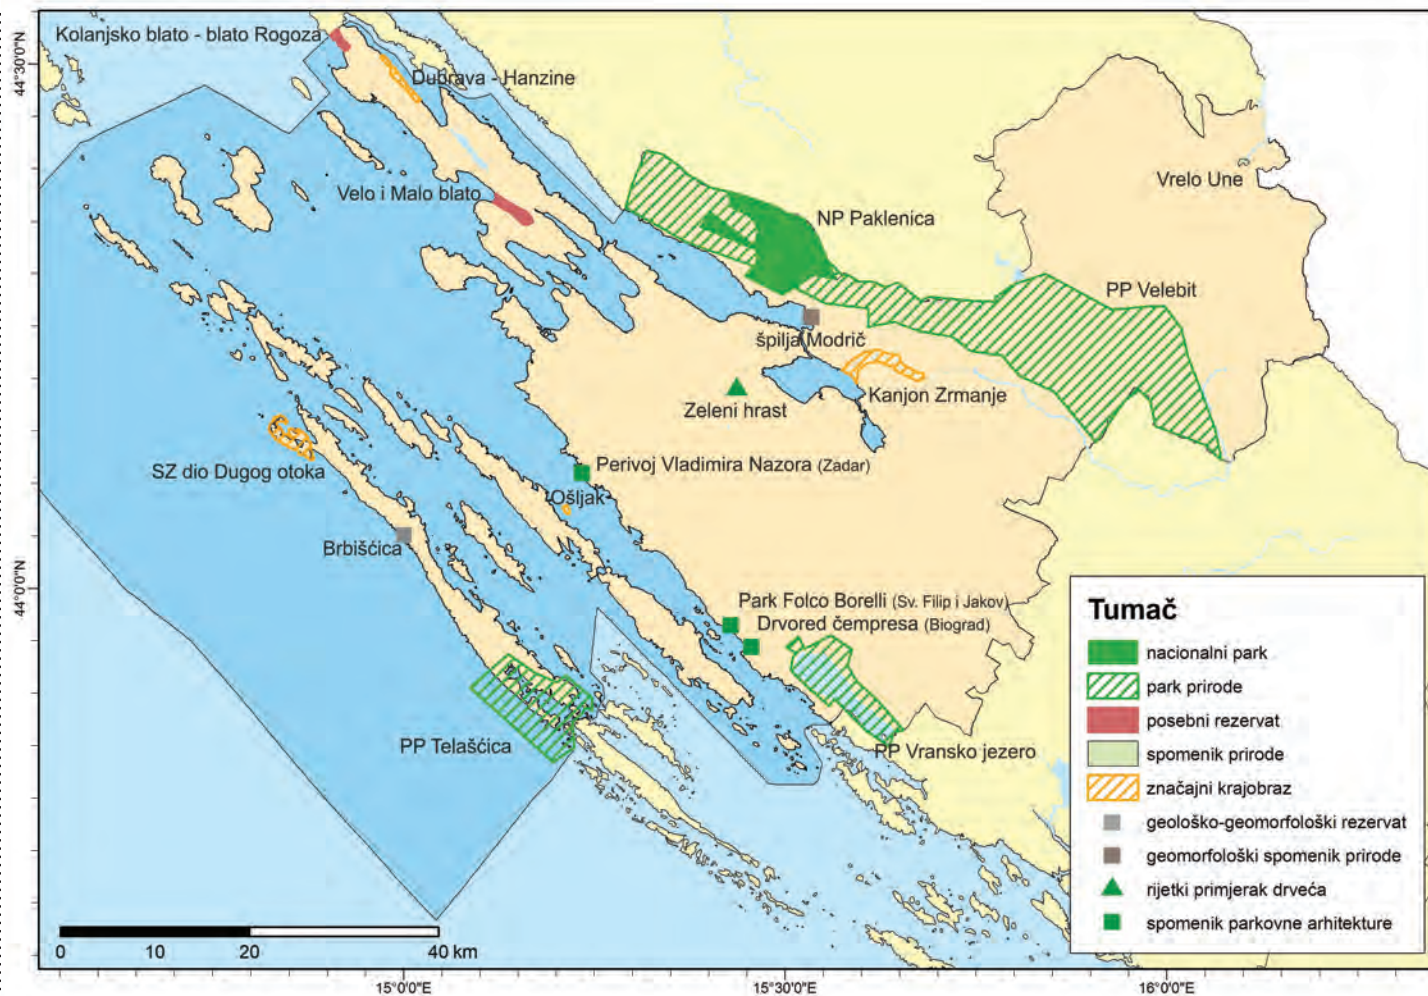 Kolanjsko blato - blato Rogoza
44°30'0"N
Dubrava - Hanzine
Vrelo Une
Velo i Malo blato
NP Paklenica
PP Velebit
špilja Modrič
Kanjon Zrmanje
Zeleni hrast
SZ dio Dugog otoka
Perivoj Vladimira Nazora (Zadar)
Ošljak
Brbišćica
44°0'0"N
Park Folco Borelli (Sv. Filip i Jakov)
Drvored čempresa (Biograd)
PP Telašćica
PP Vransko jezero
Tumač
nacionalni park
park prirode
posebni rezervat
spomenik prirode
značajni krajobraz
geološko-geomorfološki rezervat
geomorfološki spomenik prirode
rijetki primjerak drveća
spomenik parkovne arhitekture
0 10 20 40 km
15°0'0"E 15°30'0"E 16°0'0"E